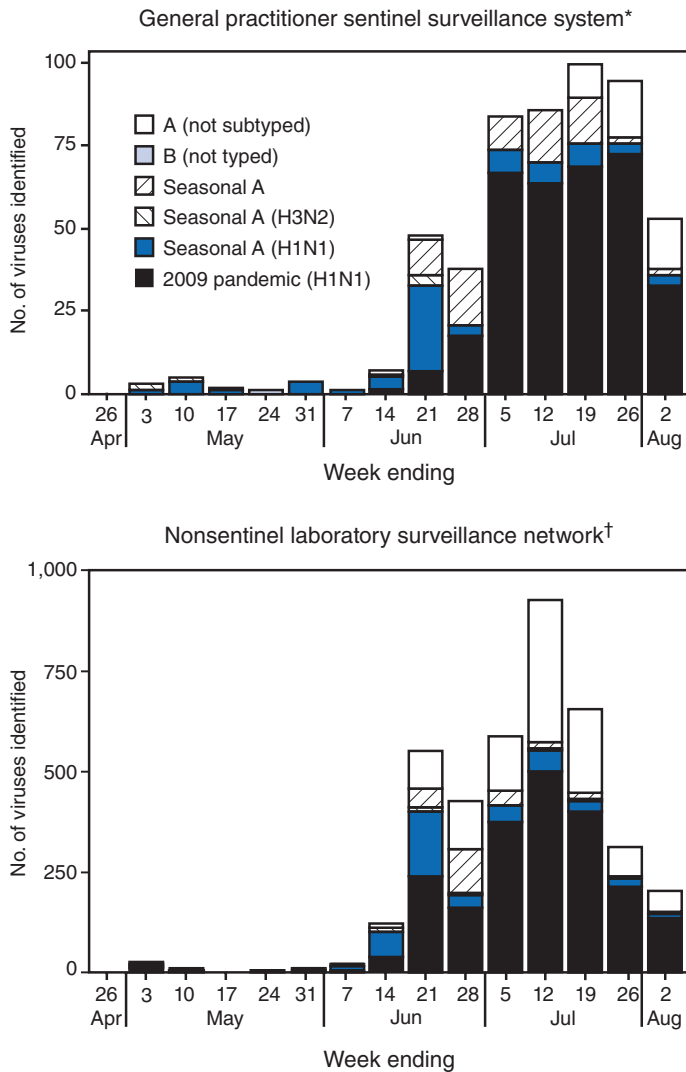 General practitioner sentinel surveillance system*
No. of viruses identified
100
75
50
25
0
A (not subtyped)
B (not typed)
Seasonal A
Seasonal A (H3N2)
Seasonal A (H1N1)
2009 pandemic (H1N1)
26 3 10 17 24 31 7 14 21 28 5 12 19 26 2
Apr May Jun Jul Aug
Week ending
Nonsentinel laboratory surveillance network†
No. of viruses identified
1,000
750
500
250
0
26 3 10 17 24 31 7 14 21 28 5 12 19 26 2
Apr May Jun Jul Aug
Week ending